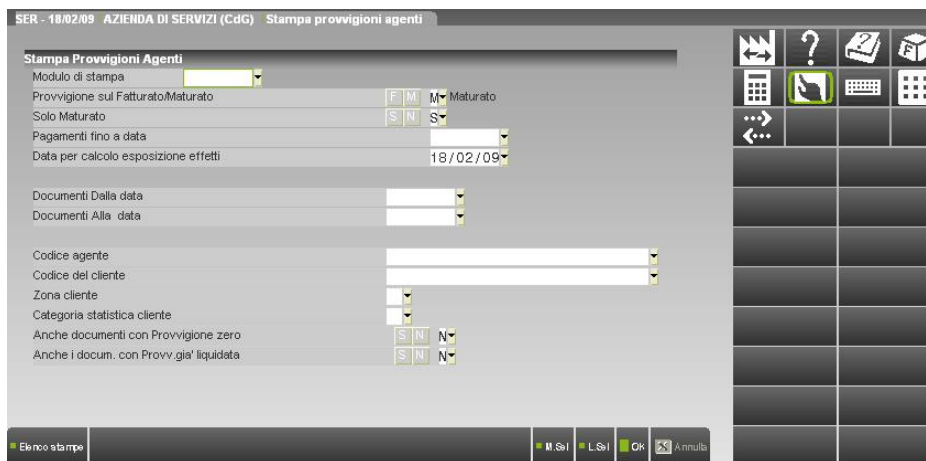 SER - 18/02/09 AZIENDA DI SERVIZI (CdG) Stampa provvigioni agenti
Stampa Provvigioni Agenti
Modulo di stampa
Provvigione sul Fatturato/Maturato F M M Maturato
Solo Maturato S N S
Pagamenti fino a data
Data per calcolo esposizione effetti 18/02/09
Documenti Dalla data
Documenti Alla data
Codice agente
Codice del cliente
Zona cliente
Categoria statistica cliente
Anche documenti con Provvigione zero S N N
Anche i docum. con Provv.gia' liquidata S N N
Elenco stampe M.Sel L.Sel OK Annulla
? ? F